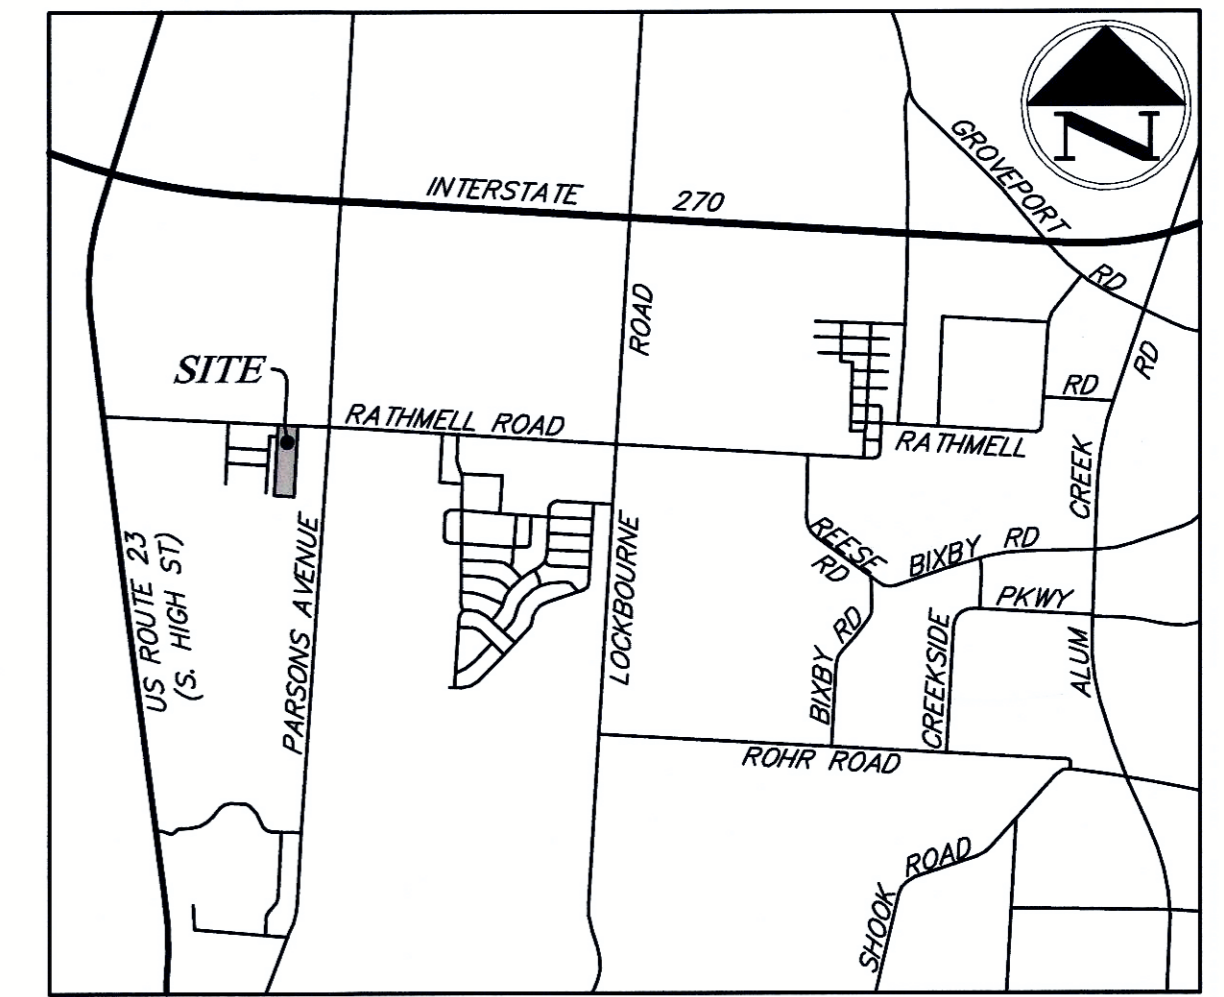 N
GROVEPORT
INTERSTATE 270
RD
ROAD
RD
SITE
RD
RATHMELL ROAD
RATHMELL
CREEK
US ROUTE 23
(S. HIGH ST)
PARSONS AVENUE
LOCKBOURNE
REESE
RD
BIXBY RD
PKWY
BIXBY RD
CREEKSIDE
ALUM
ROHR ROAD
SHOOK ROAD